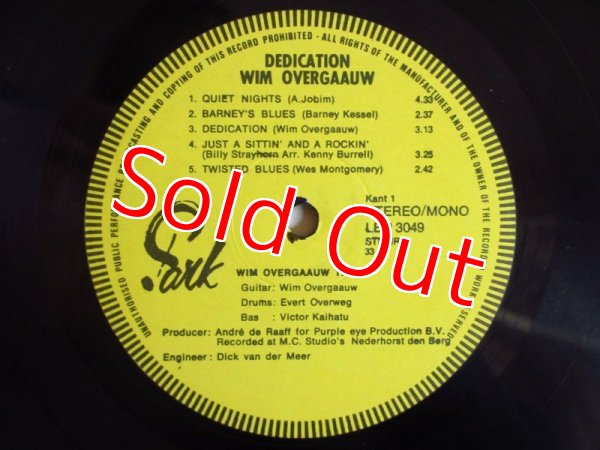 UNAUTHORISED PUBLIC PERFORMANCE BROADCASTING AND COPYING OF THIS RECORD PROHIBITED - ALL RIGHTS OF THE MANUFACTURER AND OF THE OWNER OF THE RECORDED WORK RESERVED
DEDICATION
WIM OVERGAAUW
1. QUIET NIGHTS (A.Jobim) 4.33
2. BARNEY'S BLUES (Barney Kessel) 2.37
3. DEDICATION (Wim Overgaauw) 3.13
4. JUST A SITTIN' AND A ROCKIN'
(Billy Strayhorn Arr. Kenny Burrell) 3.25
5. TWISTED BLUES (Wes Montgomery) 2.42
Sold Out
Kant 1
STEREO/MONO
3049
33
Park
WIM OVERGAAUW
Guitar: Wim Overgaauw
Drums: Evert Overweg
Bas : Victor Kaihatu
Producer: André de Raaff for Purple eye Production B.V.
Recorded at M.C. Studio's Nederhorst den Berg
Engineer: Dick van der Meer